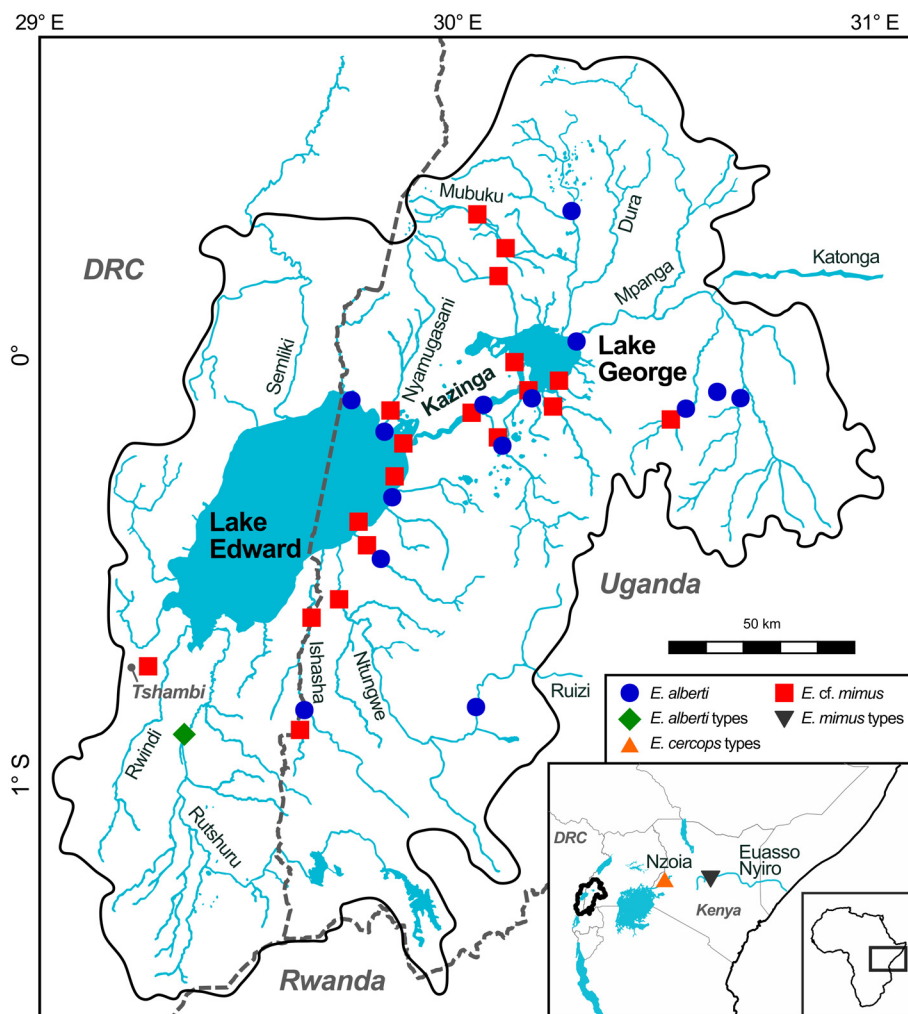 29° E
30° E
31° E
Mubuku
Dura
DRC
Katonga
Mpanga
Nyamugasani
Semliki
0°
Lake
George
Kazinga
Lake
Edward
Uganda
50 km
Ishasha
Ntungwe
Tshambi
Ruizi
Rwindi
1° S
Rutshuru
Rwanda
E. alberti
E. cf. mimus
E. alberti types
E. mimus types
E. cercops types
DRC
Nzoia
Euasso
Nyiro
Kenya